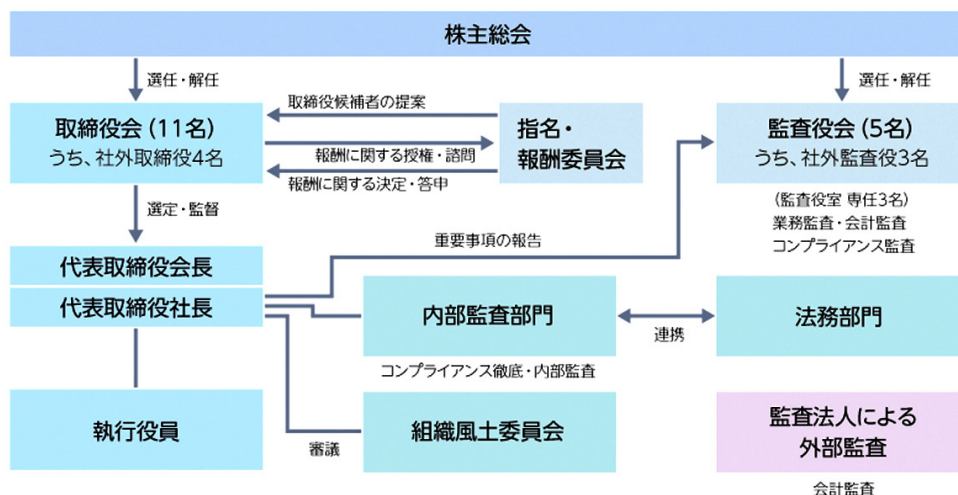 株主総会
選任・解任
選任・解任
取締役会(11名)
うち、社外取締役4名
取締役候補者の提案
報酬に関する授権・諮問
報酬に関する決定・答申
指名・
報酬委員会
監査役会(5名)
うち、社外監査役3名
(監査役室 専任3名)
業務監査・会計監査
コンプライアンス監査
選定・監督
重要事項の報告
代表取締役会長
代表取締役社長
内部監査部門
コンプライアンス徹底・内部監査
連携
法務部門
執行役員
審議
組織風土委員会
監査法人による
外部監査
会計監査